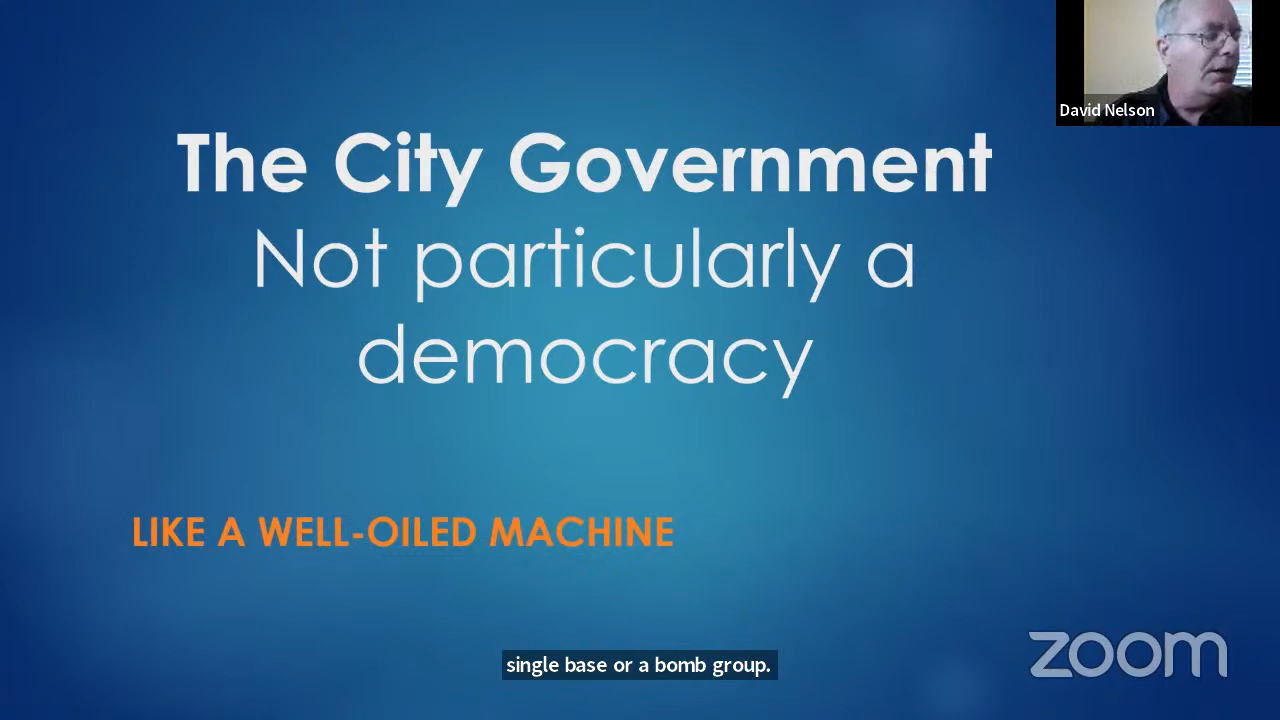 David Nelson
The City Government
Not particularly a
democracy
LIKE A WELL-OILED MACHINE
single base or a bomb group.
zoom